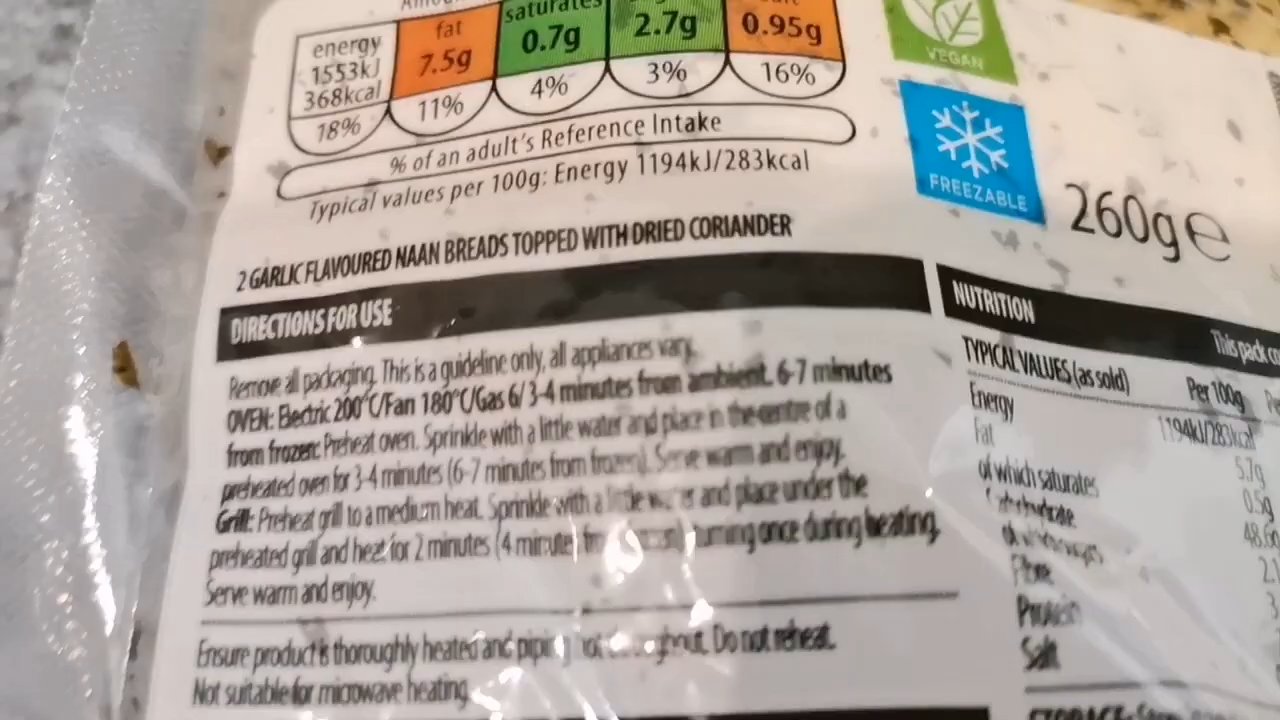 saturates
energy
1553kJ
368kcal
18%
fat
7.5g
11%
0.7g
4%
2.7g
3%
0.95g
16%
% of an adult's Reference Intake
Typical values per 100g: Energy 1194kJ/283kcal
VEGAN
FREEZABLE
260g e
2 GARLIC FLAVOURED NAAN BREADS TOPPED WITH DRIED CORIANDER
DIRECTIONS FOR USE
Remove all packaging. This is a guideline only, all appliances vary.
OVEN: Electric 200°C/Fan 180°C/Gas 6/ 3-4 minutes from ambient. 6-7 minutes
from frozen: Preheat oven. Sprinkle with a little water and place in the centre of a
preheated oven for 3-4 minutes (6-7 minutes from frozen). Serve warm and enjoy.
Grill: Preheat grill to a medium heat. Sprinkle with a little water and place under the
preheated grill and heat for 2 minutes (4 minutes turning once during heating.
Serve warm and enjoy.
Ensure product is thoroughly heated and piping hot throughout. Do not reheat.
Not suitable for microwave heating
NUTRITION
This pack
TYPICAL VALUES (as sold)
Per 100g
Energy
1194kJ/283kcal
Fat
5.7g
of which saturates
0.5g
Carbohydrate
48.6g
of which sugars
2.1
Fibre
Protein
Salt